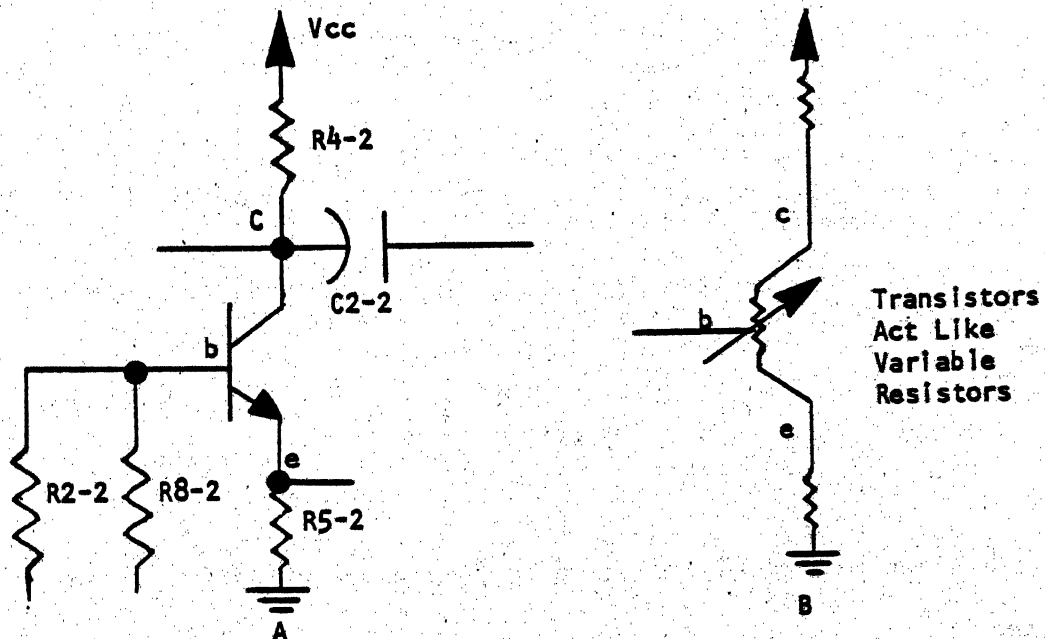 Vcc
R4-2
C
C2-2
b
e
R2-2
R8-2
R5-2
A
c
b
e
B
Transistors
Act Like
Variable
Resistors